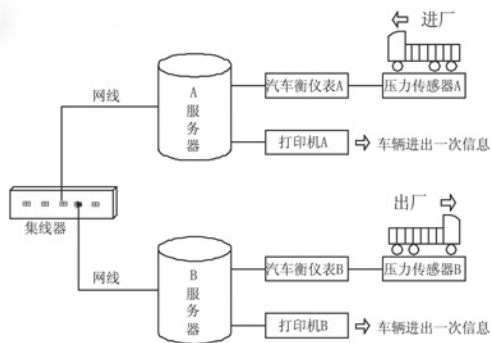 进厂
网线
A服务器
汽车衡仪表A
压力传感器A
打印机A
车辆进出一次信息
集线器
出厂
网线
B服务器
汽车衡仪表B
压力传感器B
打印机B
车辆进出一次信息